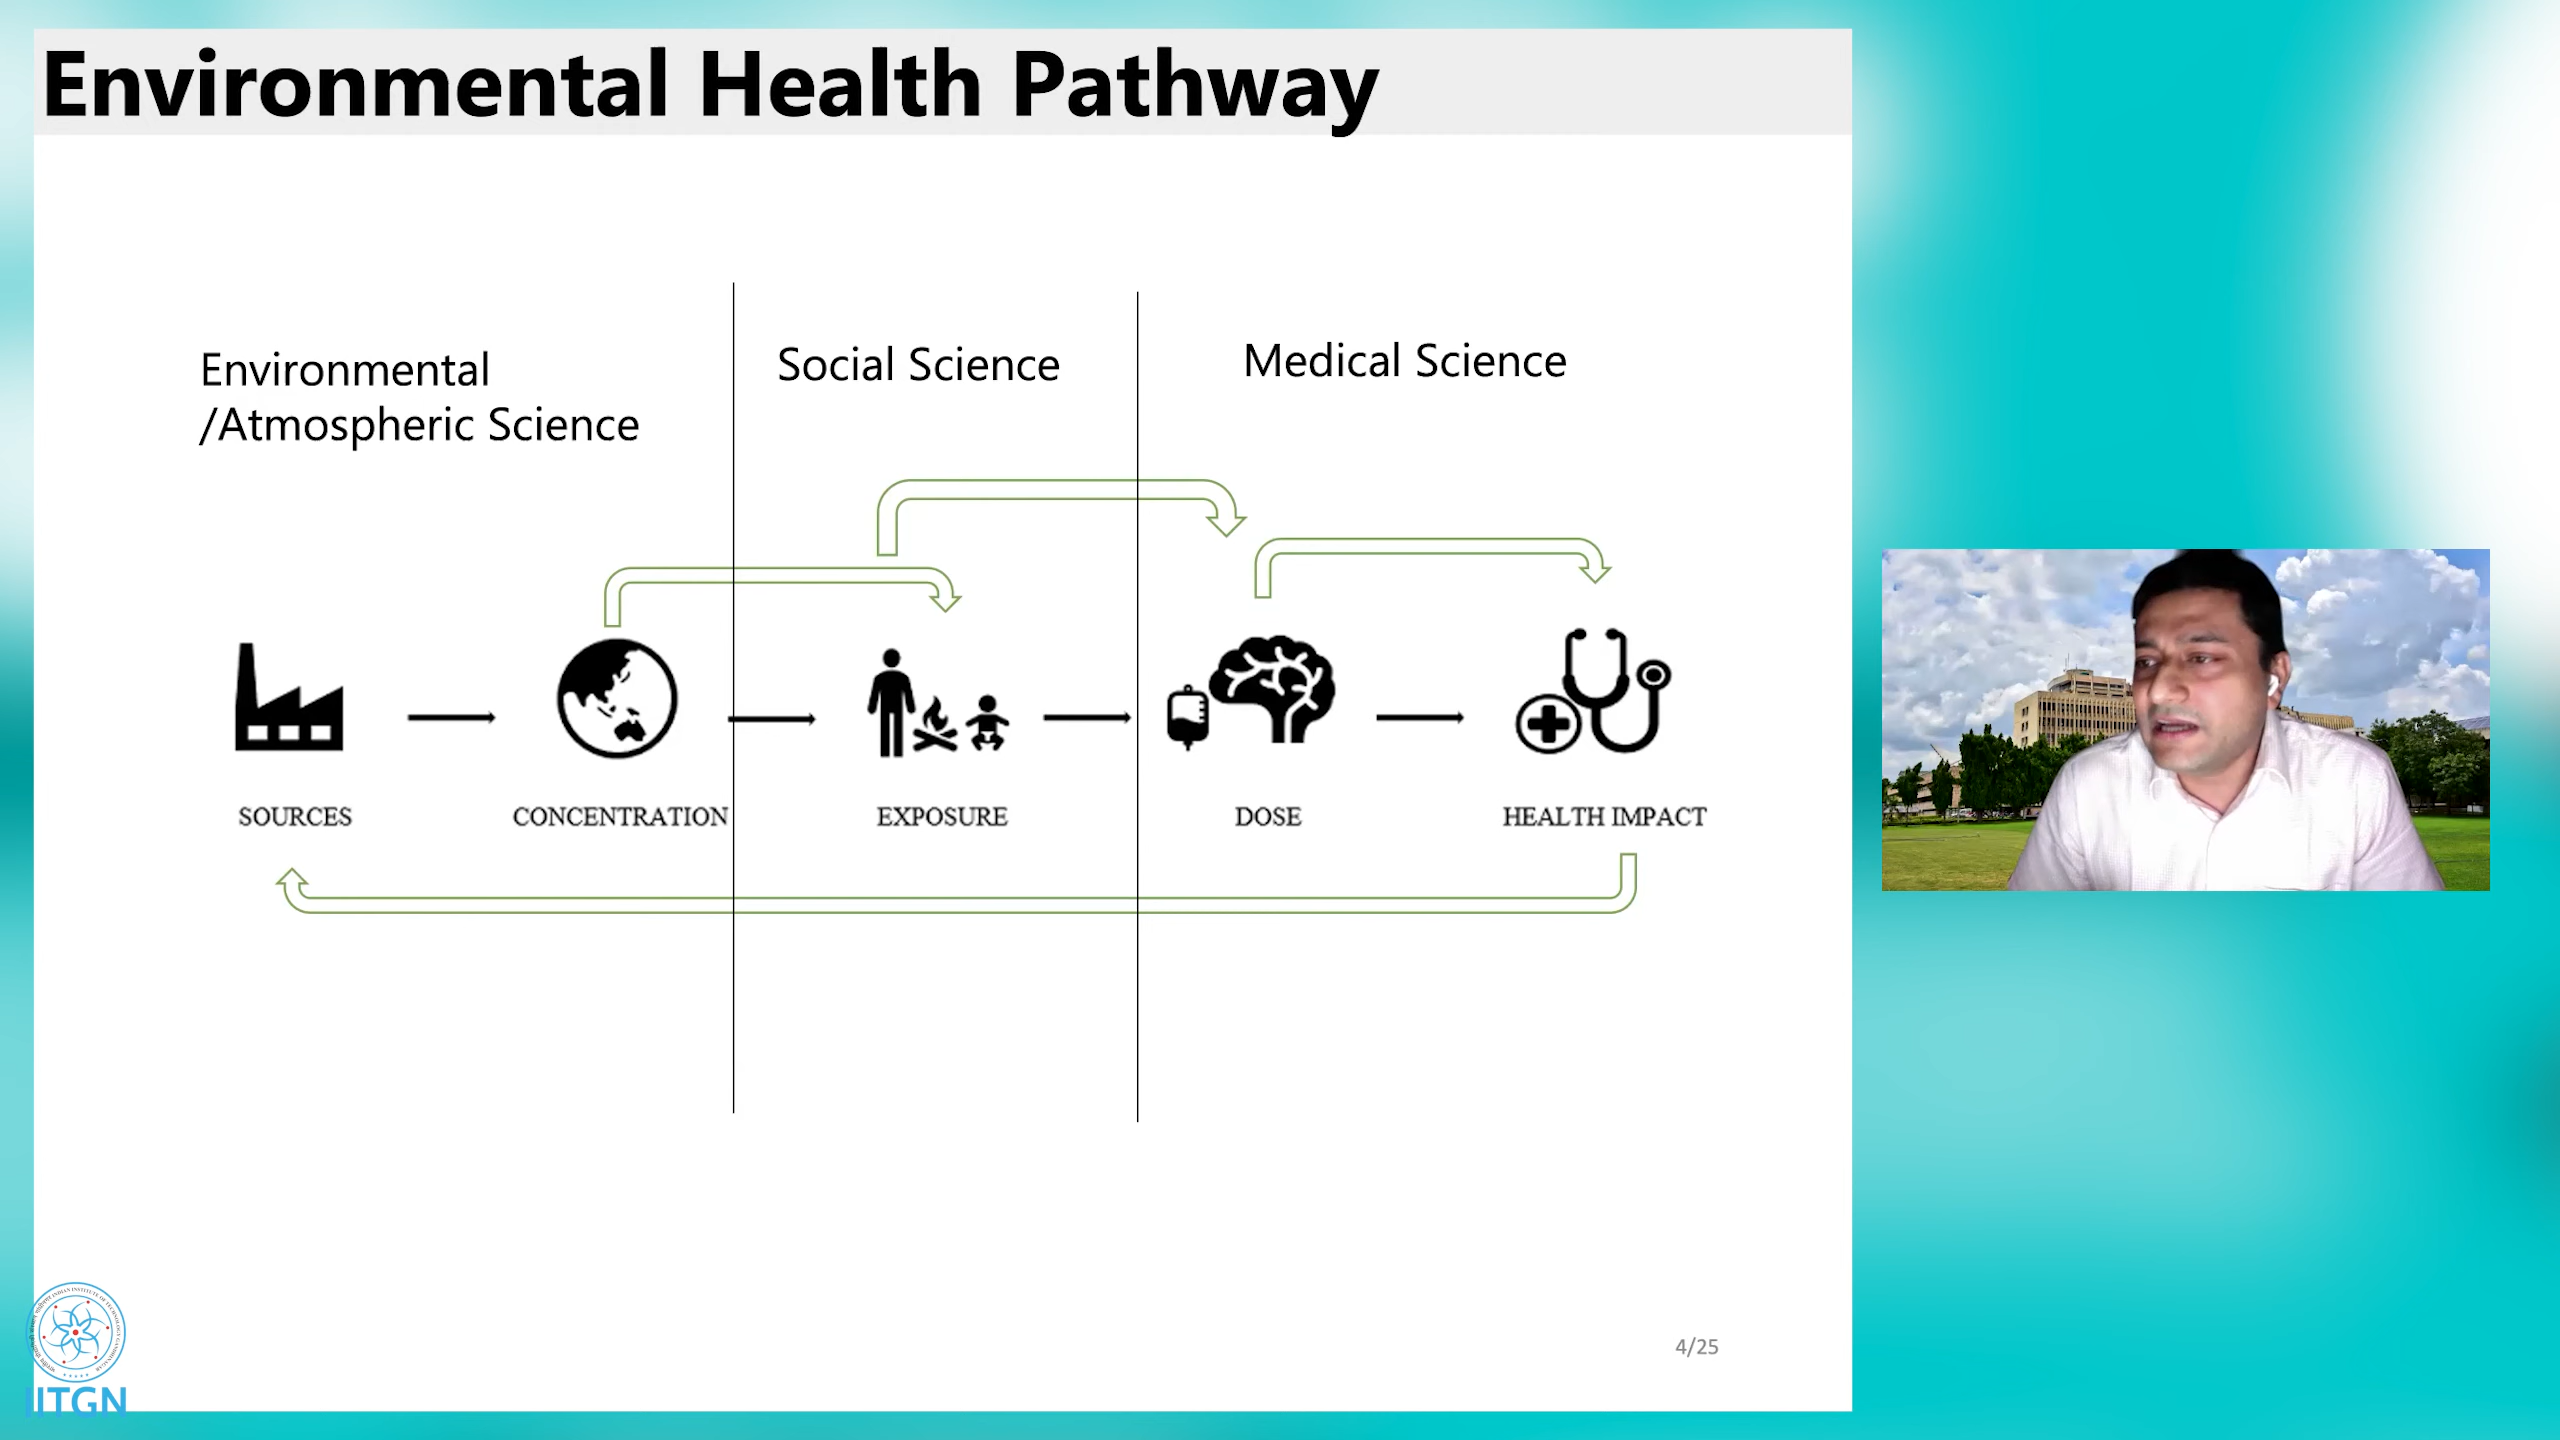 Environmental Health Pathway
Environmental
/Atmospheric Science
Social Science
Medical Science
SOURCES
CONCENTRATION
EXPOSURE
DOSE
HEALTH IMPACT
4/25
IITGN